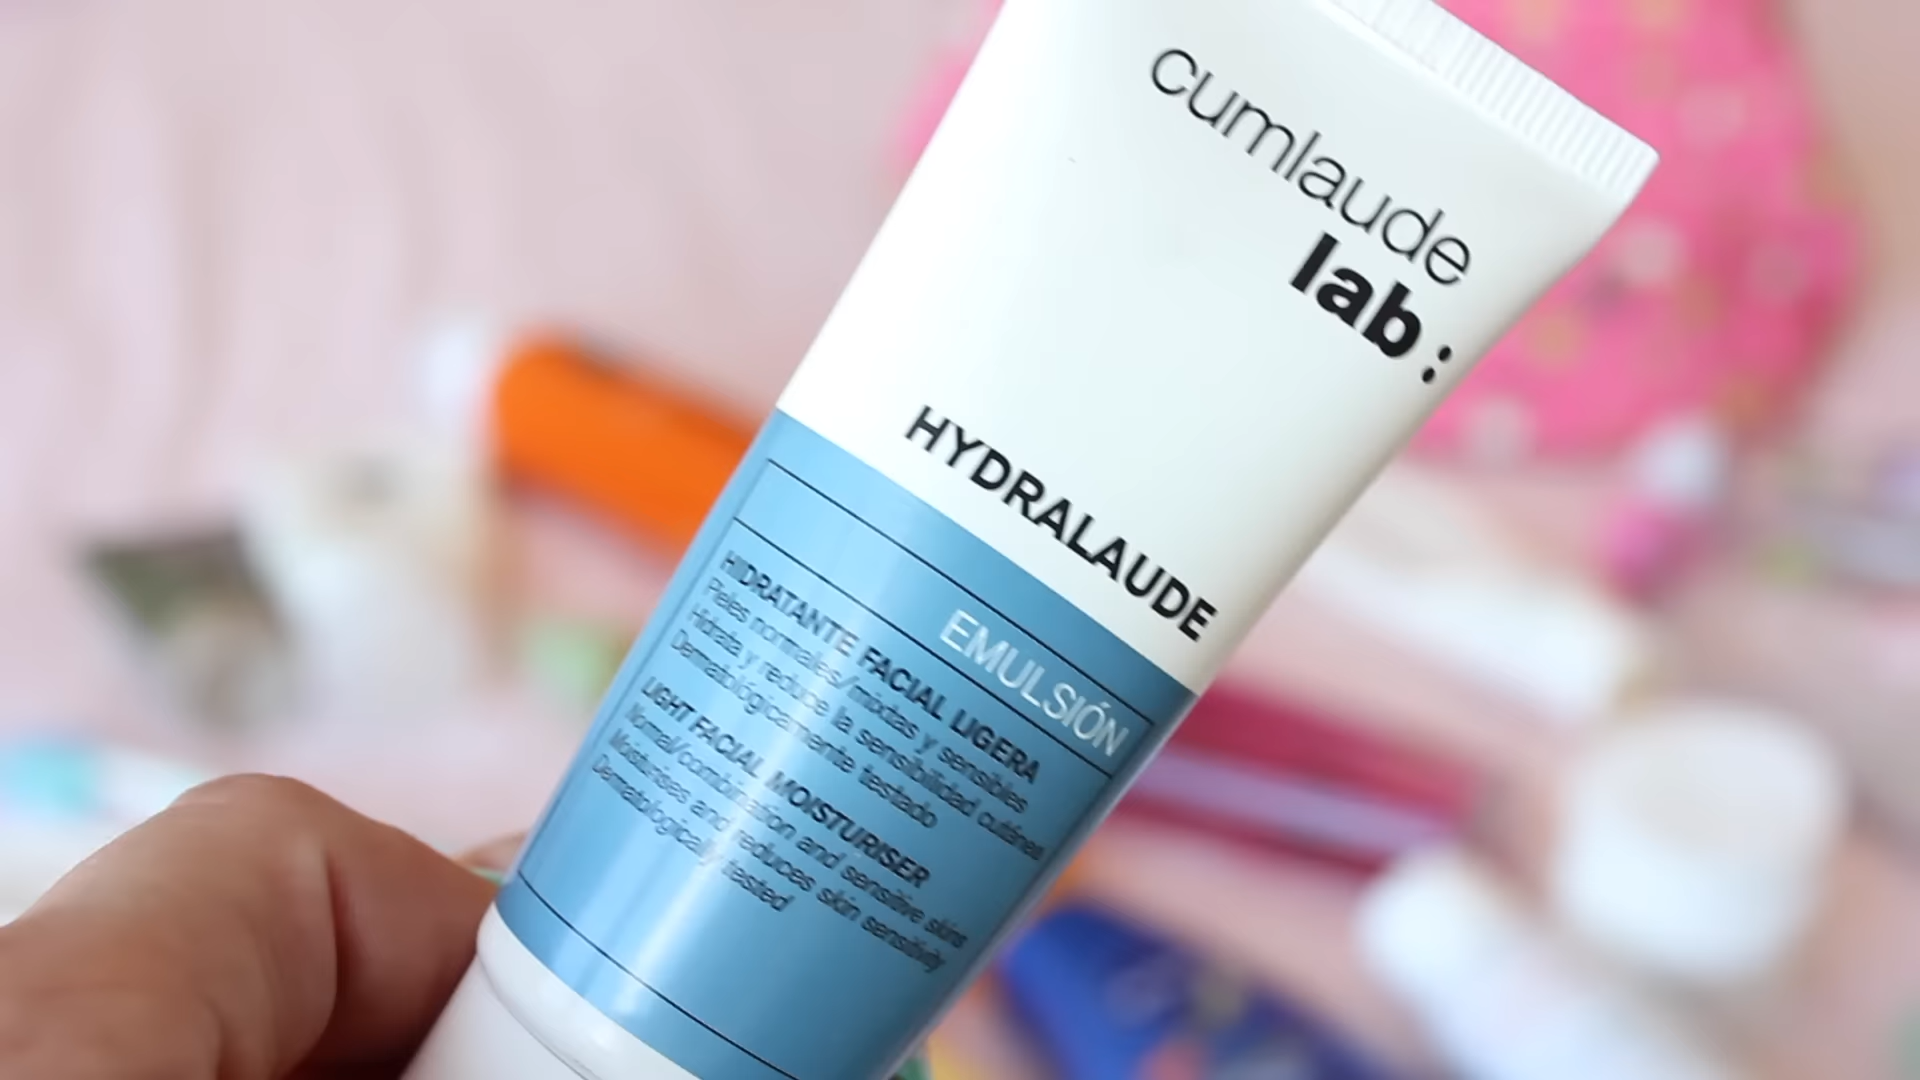 cumlaude
lab:
HYDRALAUDE
EMULSIÓN
HIDRATANTE FACIAL LIGERA
Pieles normales/mixtas y sensibles
Hidrata y reduce la sensibilidad cutánea
Dermatológicamente testado
LIGHT FACIAL MOISTURISER
Normal/combination and sensitive skins
Moisturises and reduces skin sensitivity
Dermatologically tested